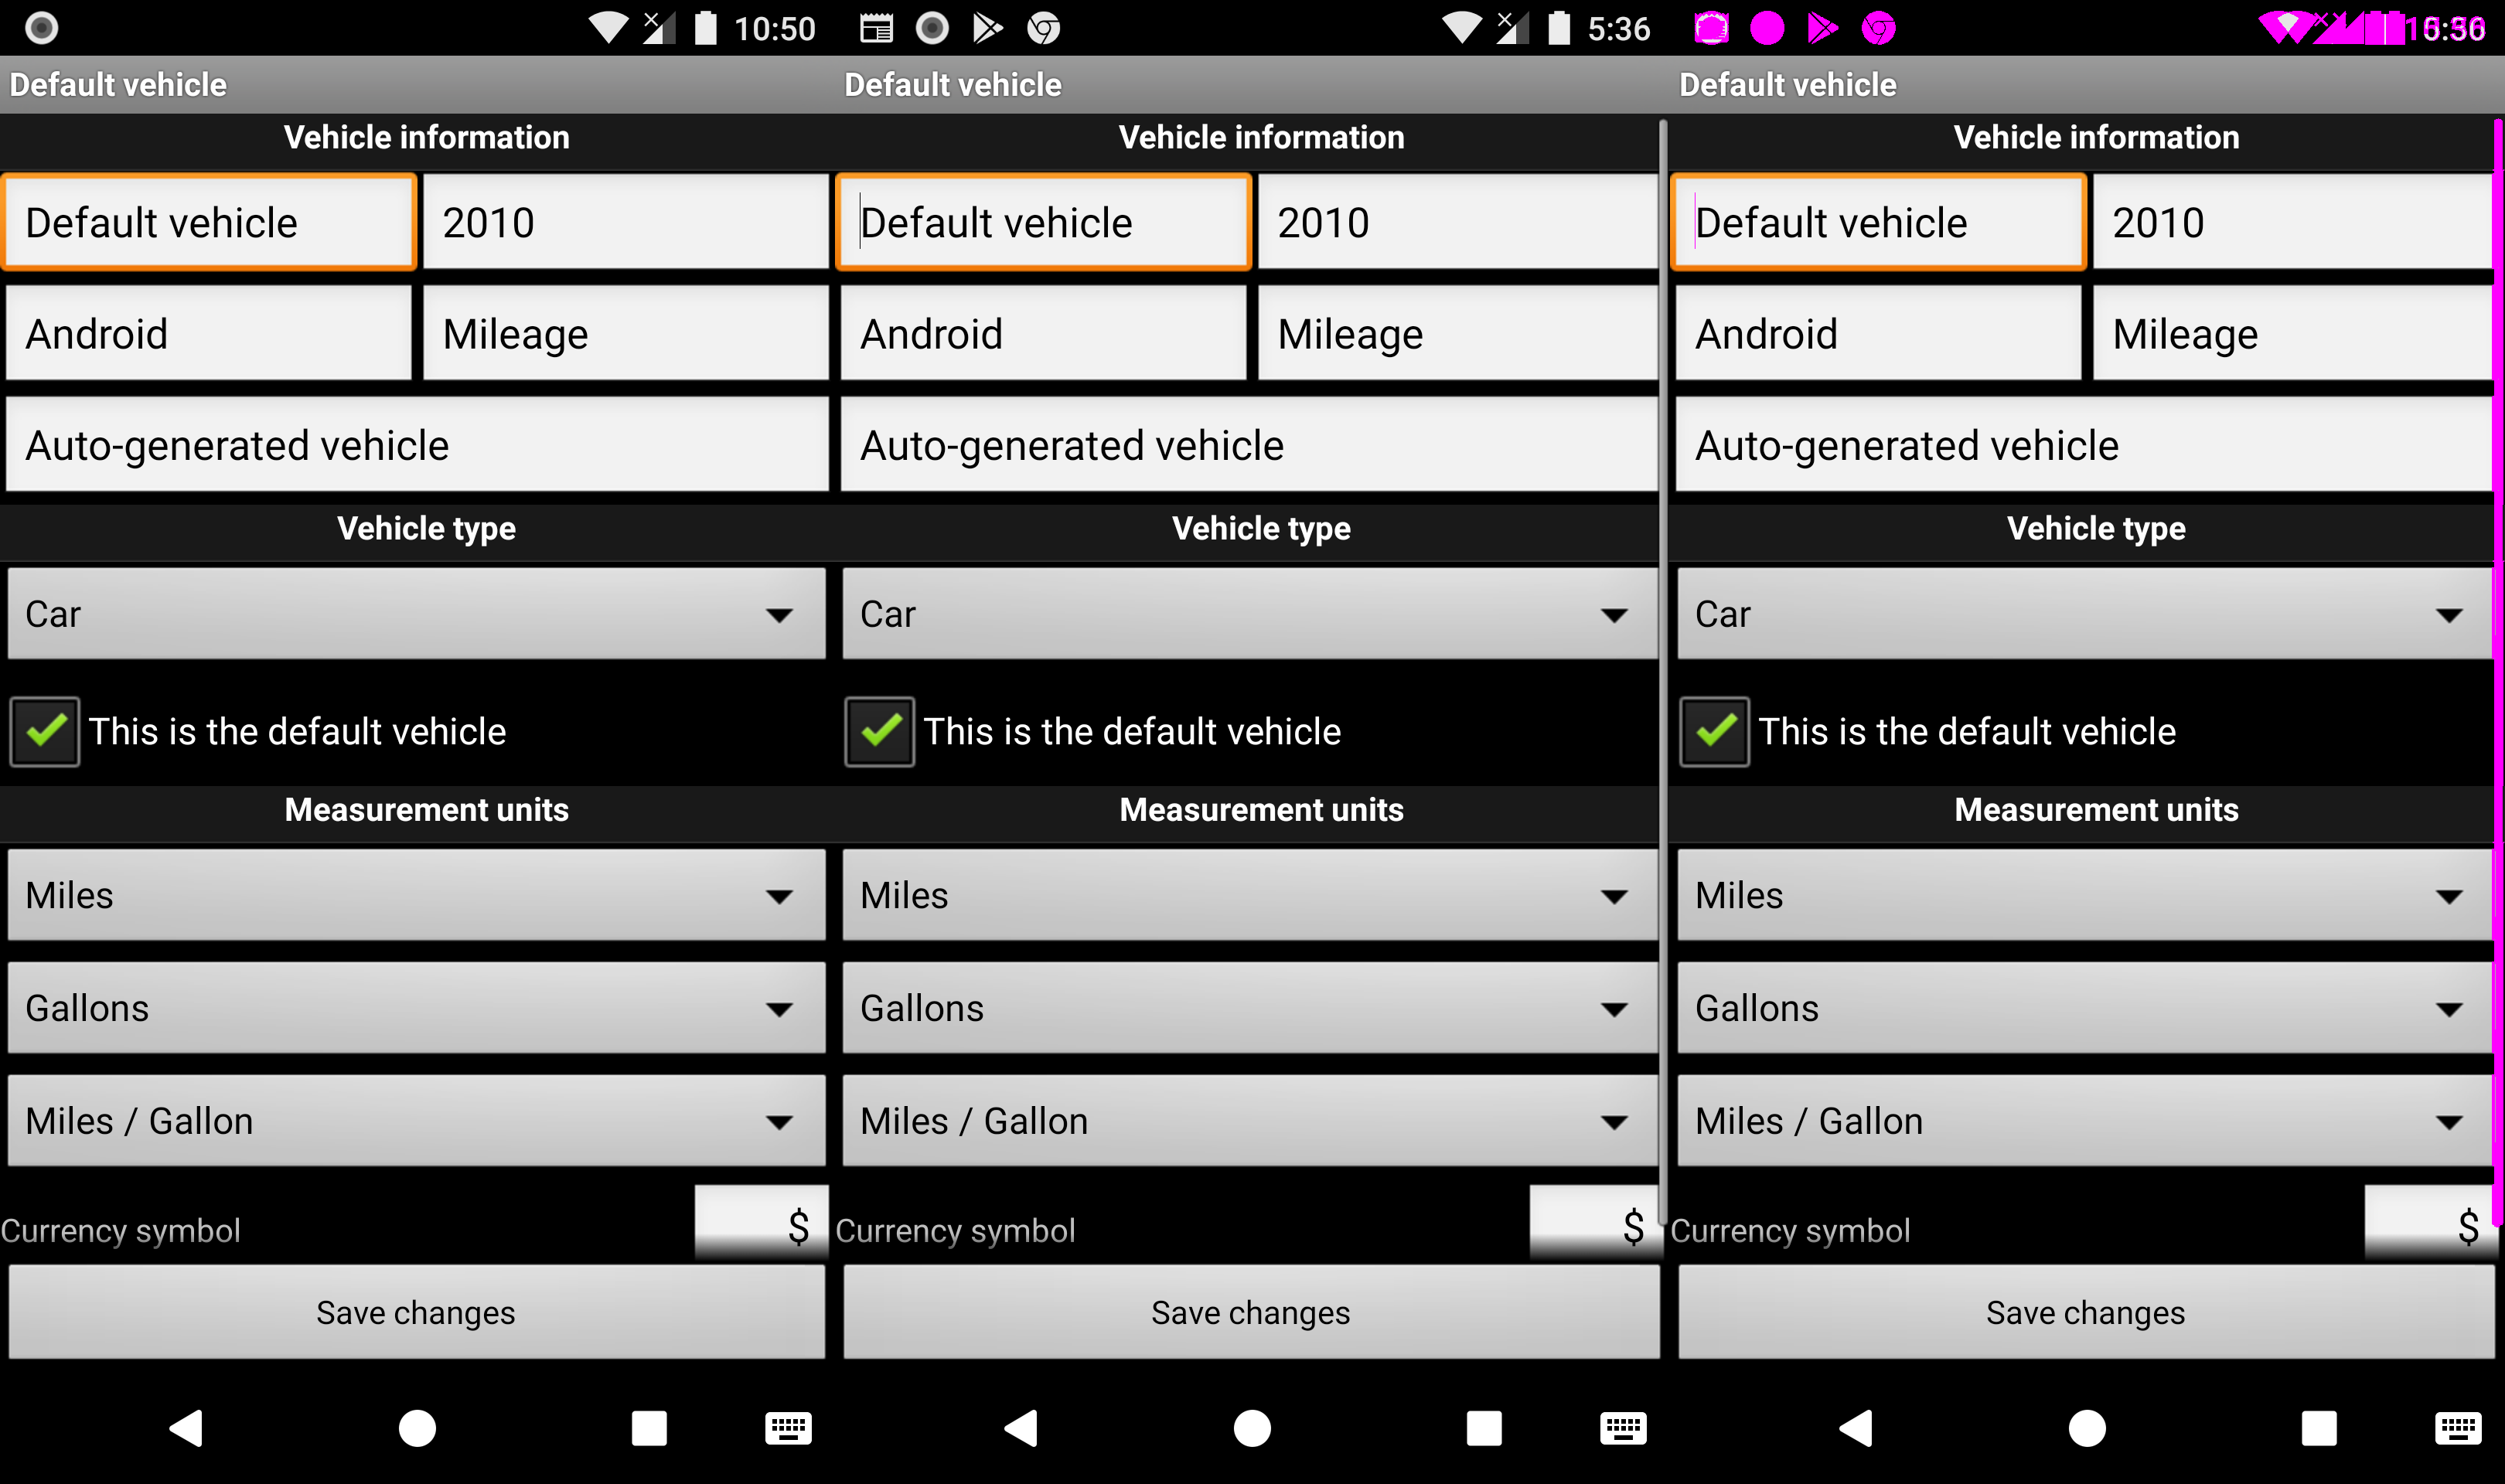 10:50
Default vehicle
Vehicle information
Default vehicle
2010
Android
Mileage
Auto-generated vehicle
Vehicle type
Car
This is the default vehicle
Measurement units
Miles
Gallons
Miles / Gallon
Currency symbol
$
Save changes
5:36
Default vehicle
Vehicle information
Default vehicle
2010
Android
Mileage
Auto-generated vehicle
Vehicle type
Car
This is the default vehicle
Measurement units
Miles
Gallons
Miles / Gallon
Currency symbol
$
Save changes
Default vehicle
Vehicle information
Default vehicle
2010
Android
Mileage
Auto-generated vehicle
Vehicle type
Car
This is the default vehicle
Measurement units
Miles
Gallons
Miles / Gallon
Currency symbol
$
Save changes